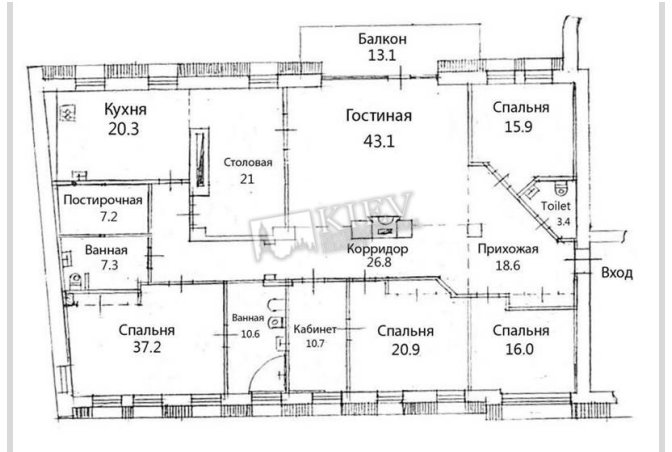 Балкон
13.1
Кухня
20.3
Столовая
21
Гостиная
43.1
Спальня
15.9
Постирочная
7.2
Toilet
3.4
Ванная
7.3
KIEV
Корридор
26.8
Прихожая
18.6
Вход
Спальня
37.2
Ванная
10.6
Кабинет
10.7
Спальня
20.9
Спальня
16.0